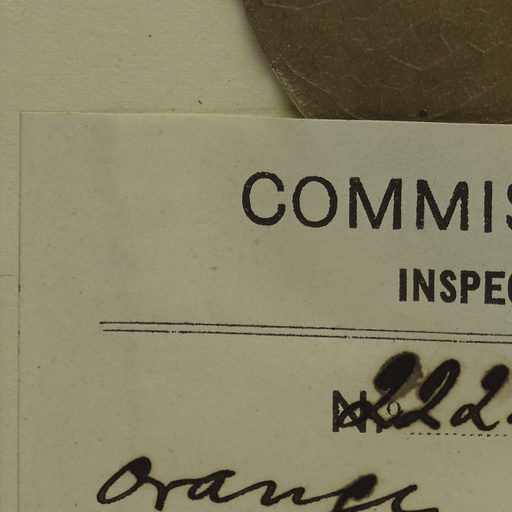 COMMIS
INSPEC
No 222
orange